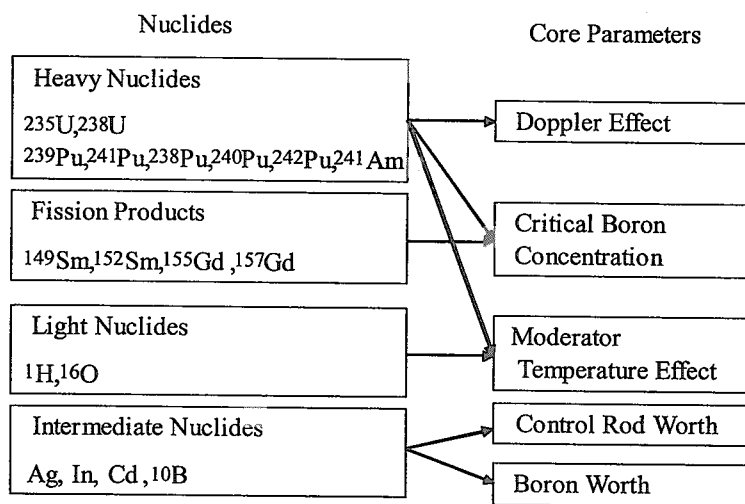 Nuclides
Core Parameters
Heavy Nuclides
²³⁵U,²³⁸U
²³⁹Pu,²⁴¹Pu,²³⁸Pu,²⁴⁰Pu,²⁴²Pu,²⁴¹Am
Fission Products
¹⁴⁹Sm,¹⁵²Sm,¹⁵⁵Gd ,¹⁵⁷Gd
Light Nuclides
¹H,¹⁶O
Intermediate Nuclides
Ag, In, Cd ,¹⁰B
Doppler Effect
Critical Boron
Concentration
Moderator
Temperature Effect
Control Rod Worth
Boron Worth